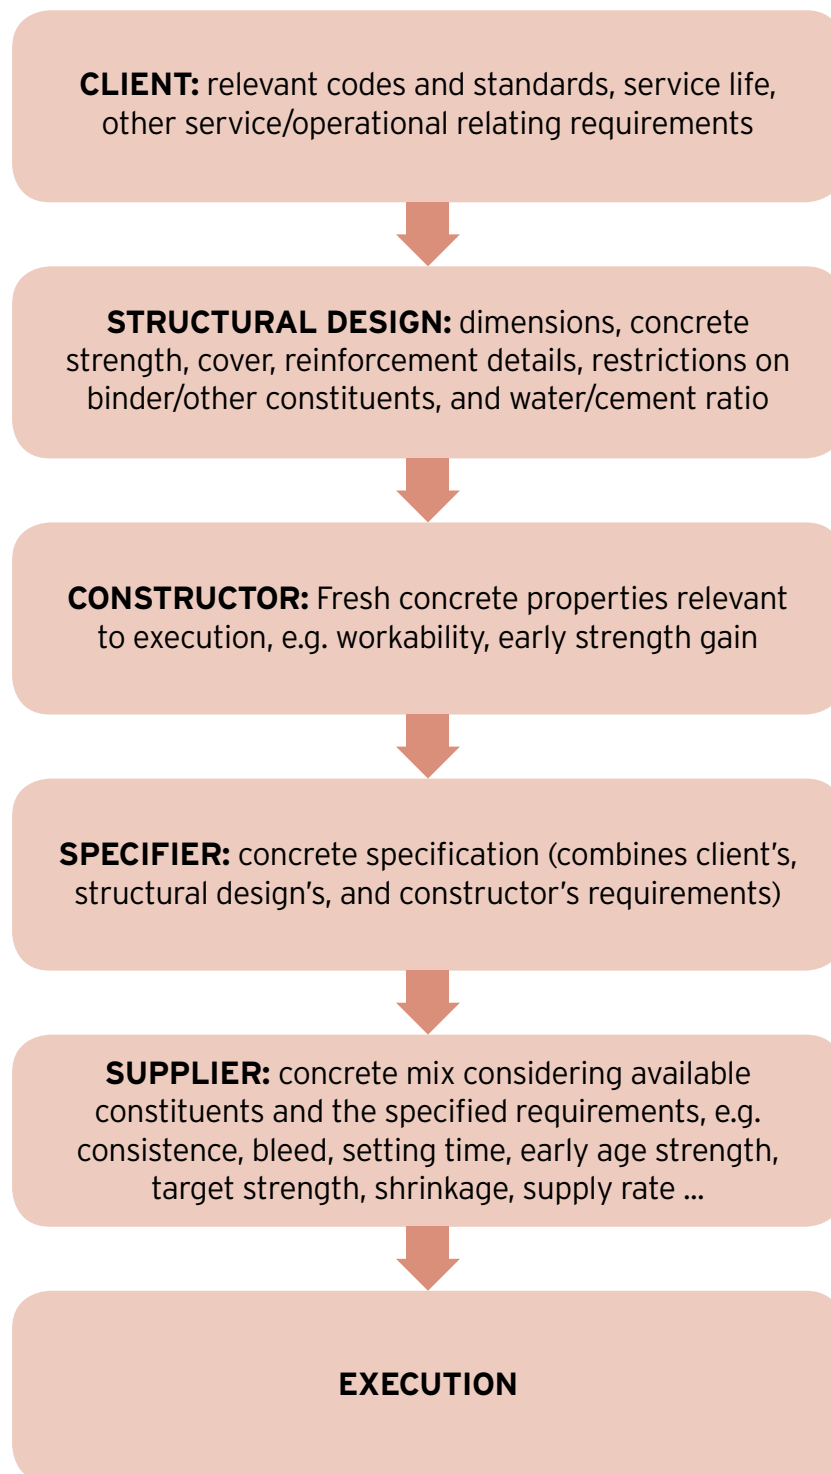 CLIENT: relevant codes and standards, service life,
other service/operational relating requirements
STRUCTURAL DESIGN: dimensions, concrete
strength, cover, reinforcement details, restrictions on
binder/other constituents, and water/cement ratio
CONSTRUCTOR: Fresh concrete properties relevant
to execution, e.g. workability, early strength gain
SPECIFIER: concrete specification (combines client’s,
structural design’s, and constructor’s requirements)
SUPPLIER: concrete mix considering available
constituents and the specified requirements, e.g.
consistence, bleed, setting time, early age strength,
target strength, shrinkage, supply rate ...
EXECUTION